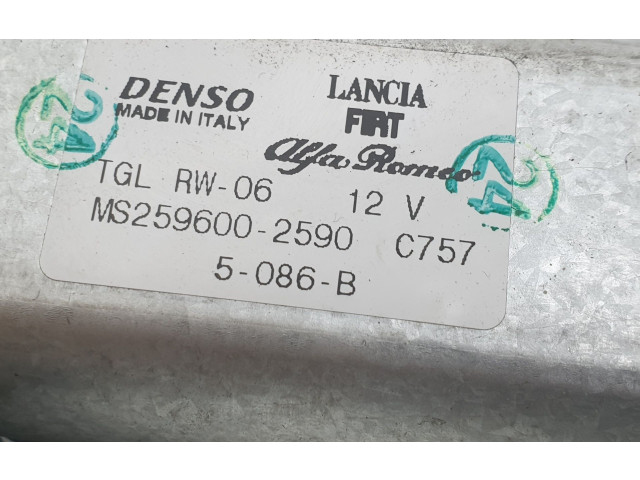 DENSO
MADE IN ITALY
LANCIA
FIAT
Alfa Romeo
TGL RW-06 12 V
MS259600-2590 C757
5-086-B